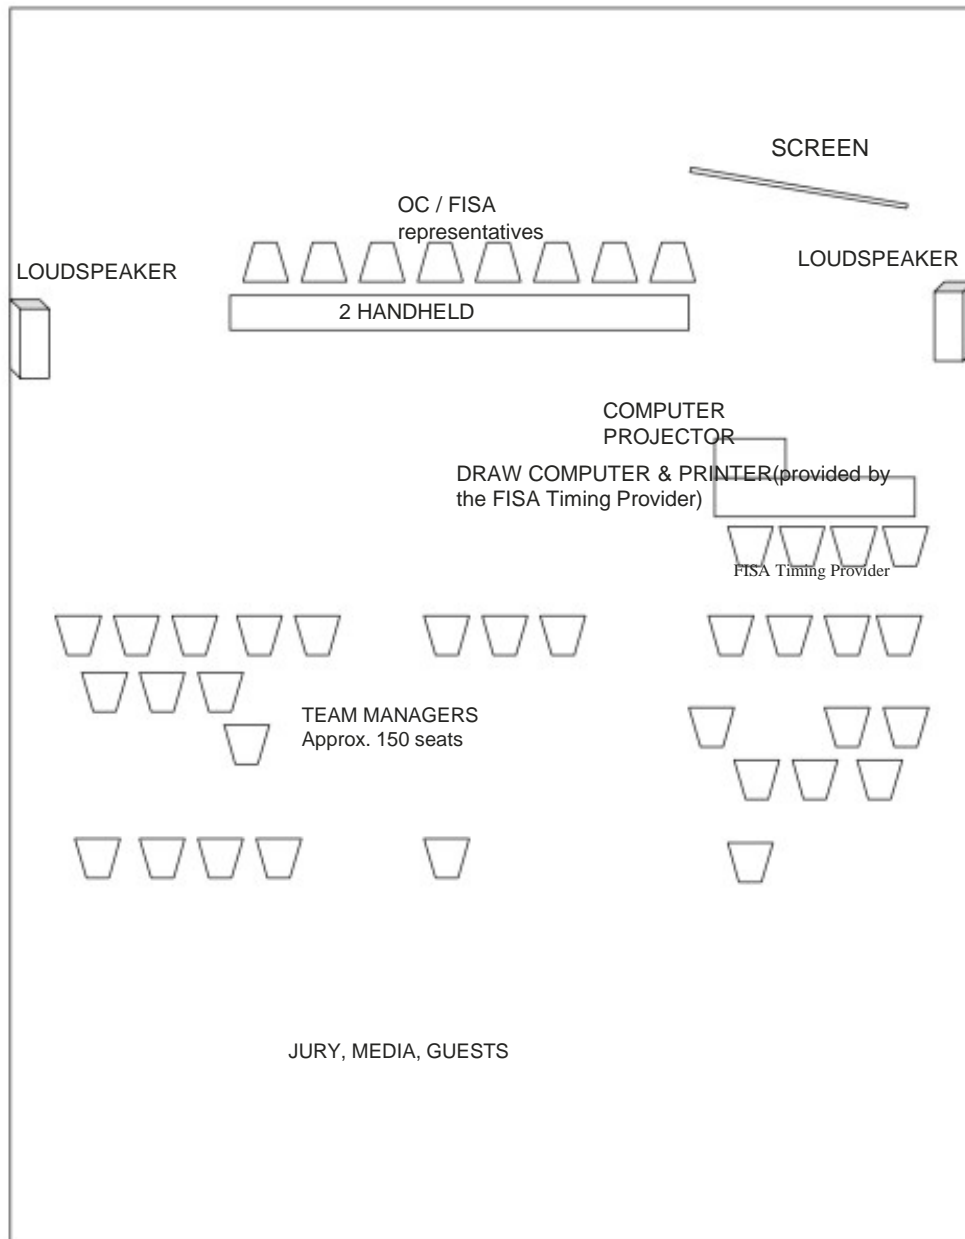 SCREEN
OC / FISA
representatives
LOUDSPEAKER
LOUDSPEAKER
2 HANDHELD
COMPUTER
PROJECTOR
DRAW COMPUTER & PRINTER(provided by
the FISA Timing Provider)
FISA Timing Provider
TEAM MANAGERS
Approx. 150 seats
JURY, MEDIA, GUESTS